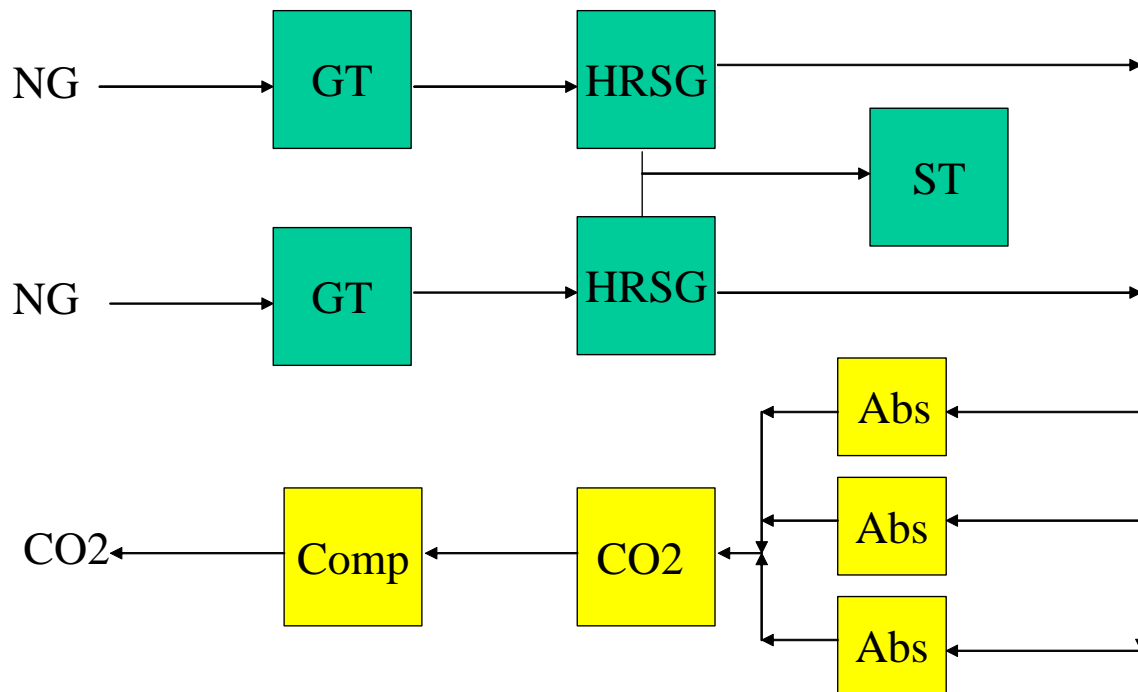 NG
GT
HRSG
ST
NG
GT
HRSG
Abs
Abs
CO2
Comp
CO2
Abs